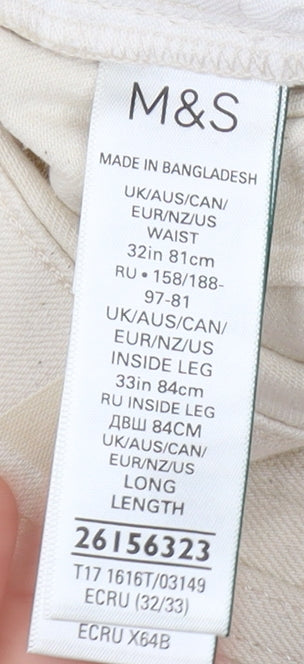 M&S
MADE IN BANGLADESH
UK/AUS/CAN/
EUR/NZ/US
WAIST
32in 81cm
RU • 158/188-
97-81
UK/AUS/CAN/
EUR/NZ/US
INSIDE LEG
33in 84cm
RU INSIDE LEG
ДВШ 84CM
UK/AUS/CAN/
EUR/NZ/US
LONG
LENGTH
26156323
T17 1616T/03149
ECRU (32/33)
ECRU X64B